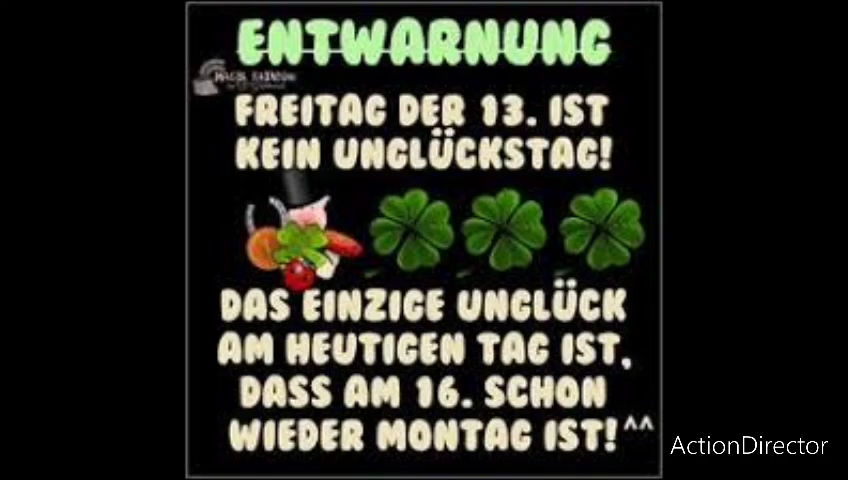 ENTWARNUNG
FREITAG DER 13. IST
KEIN UNGLÜCKSTAG!
DAS EINZIGE UNGLÜCK
AM HEUTIGEN TAG IST,
DASS AM 16. SCHON
WIEDER MONTAG IST!^^
ActionDirector